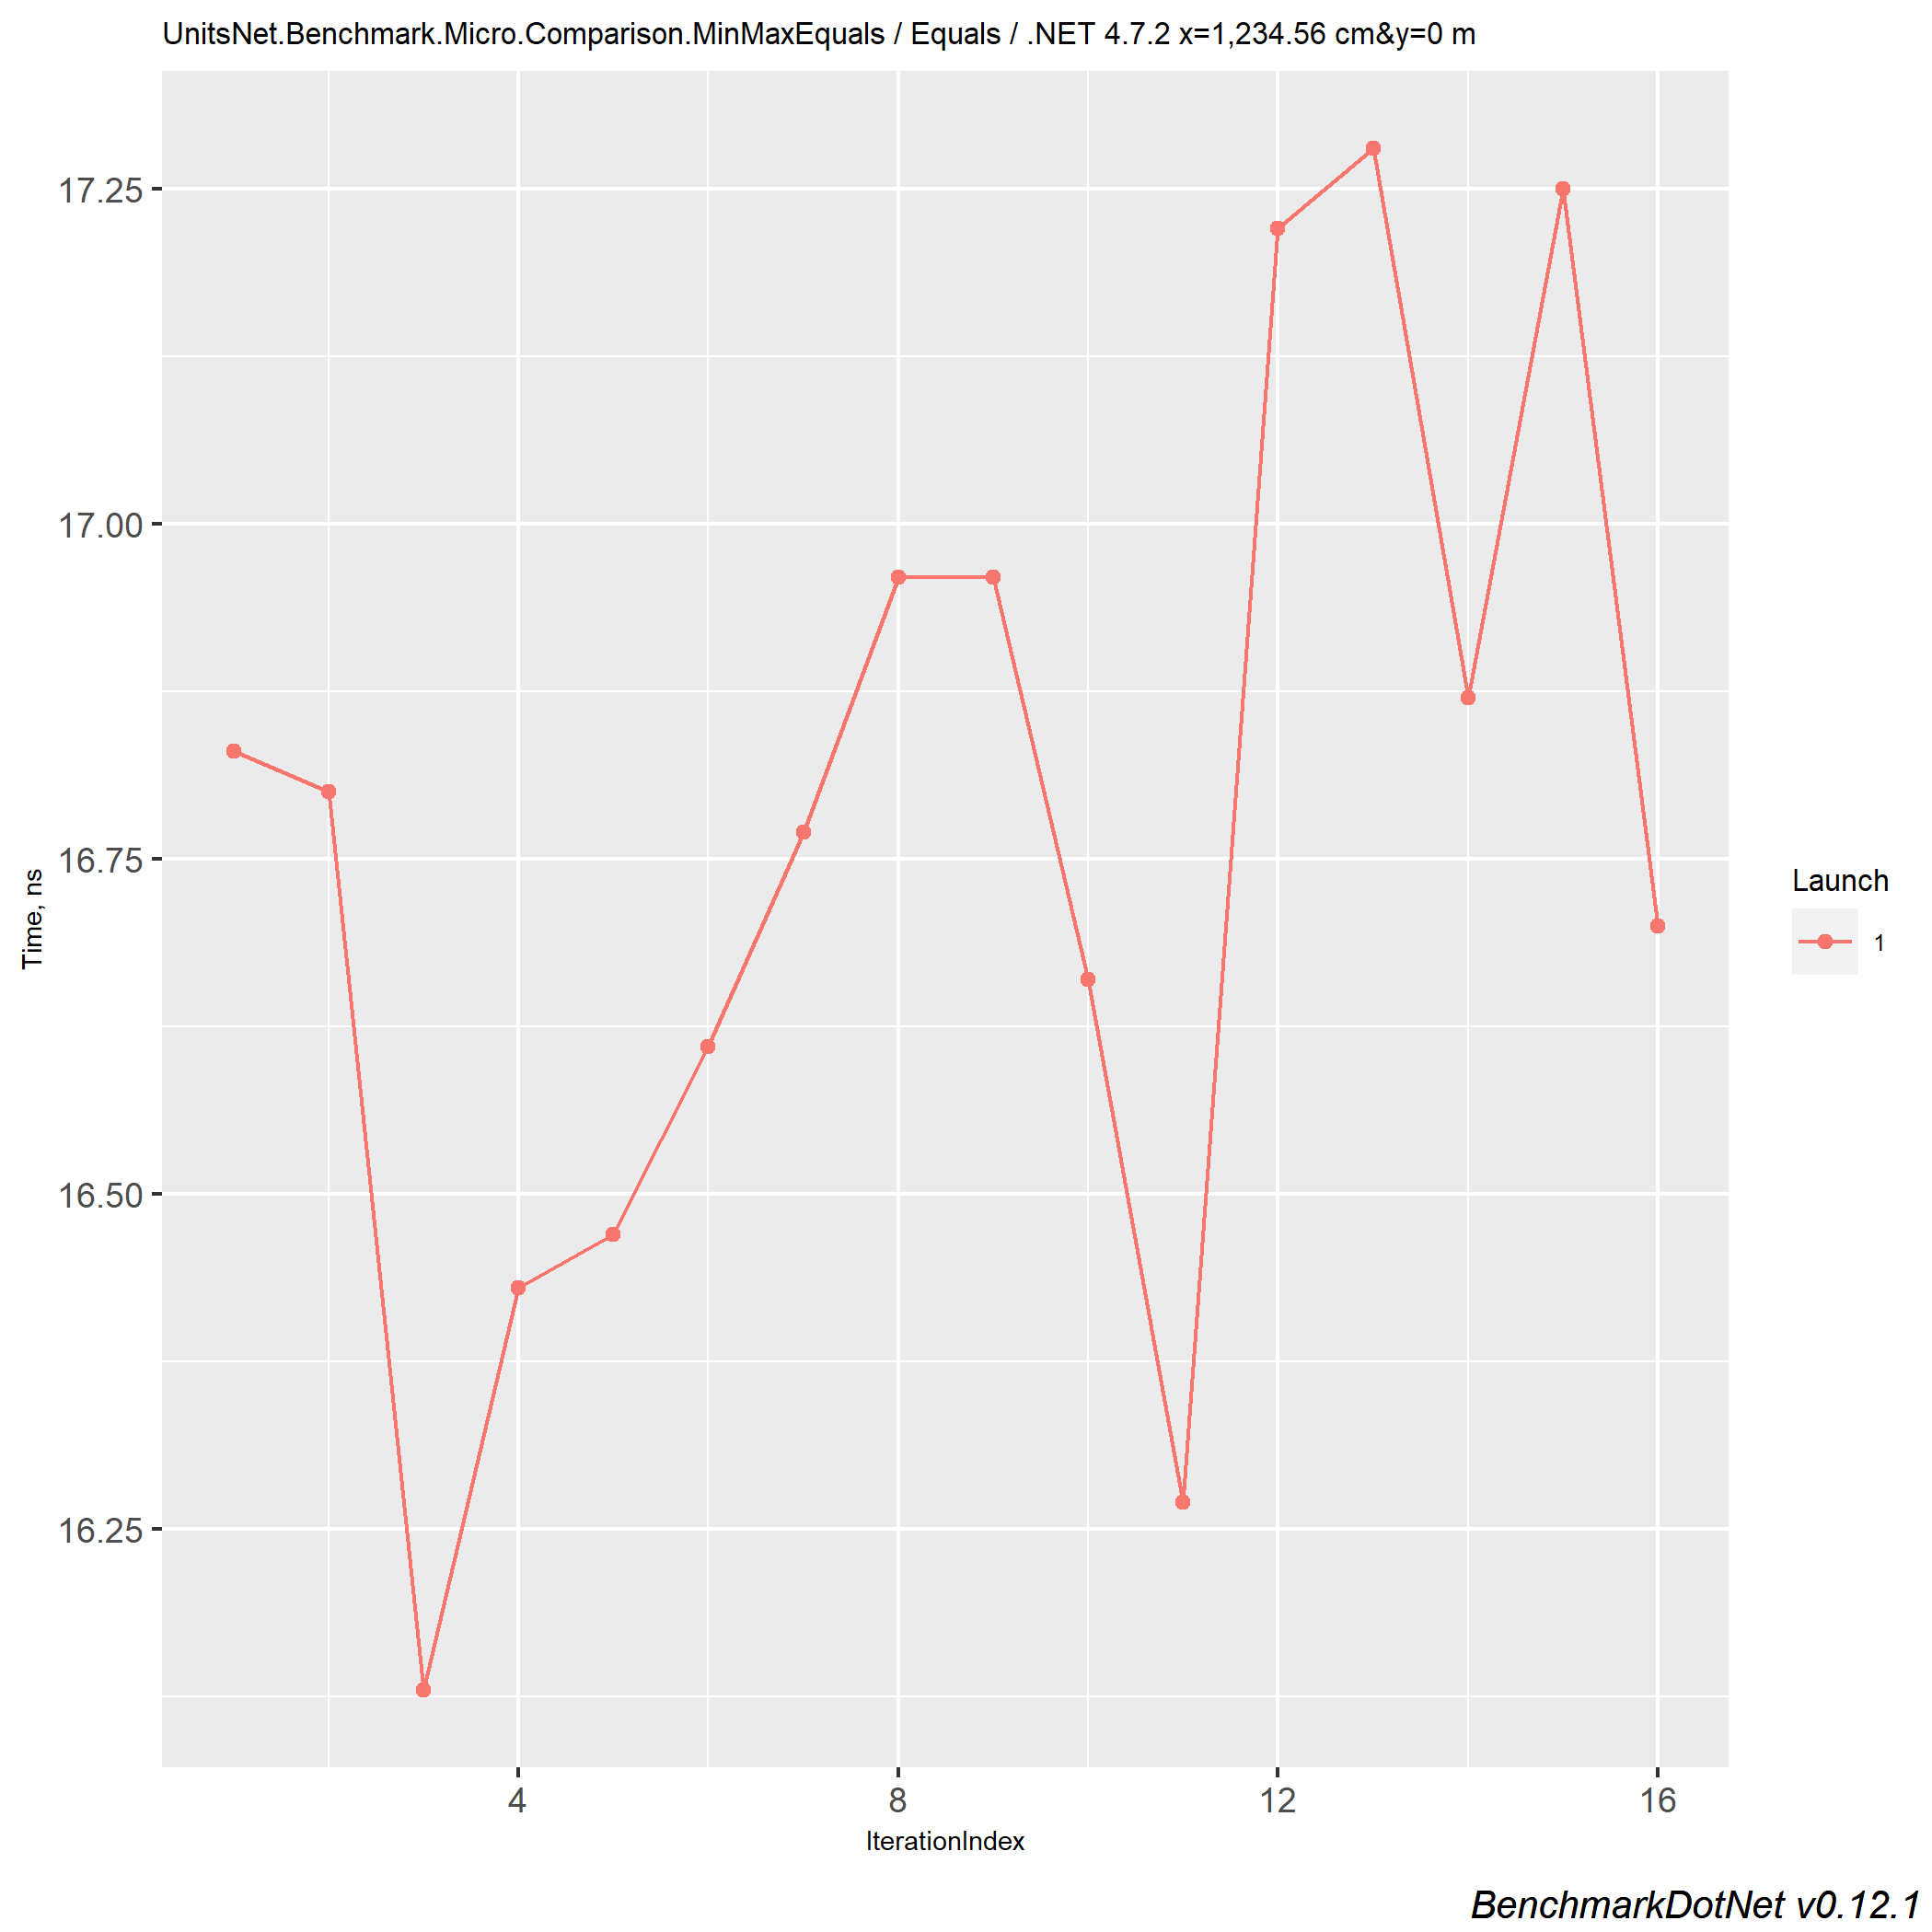 UnitsNet.Benchmark.Micro.Comparison.MinMaxEquals / Equals / .NET 4.7.2 x=1,234.56 cm&y=0 m
17.25
17.00
16.75
16.50
16.25
Time, ns
4 8 12 16
IterationIndex
Launch
1
BenchmarkDotNet v0.12.1